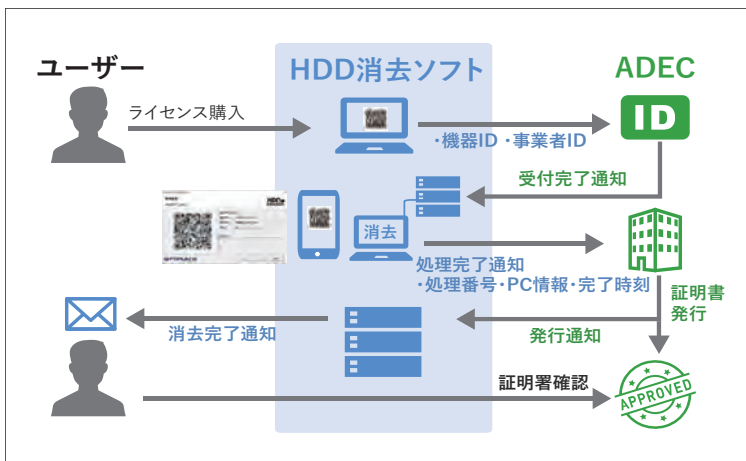 ユーザー
HDD消去ソフト
ADEC
ライセンス購入
ID
・機器ID ・事業者ID
受付完了通知
消去
処理完了通知
・処理番号・PC情報・完了時刻
証明書
発行
消去完了通知
発行通知
証明署確認
APPROVED